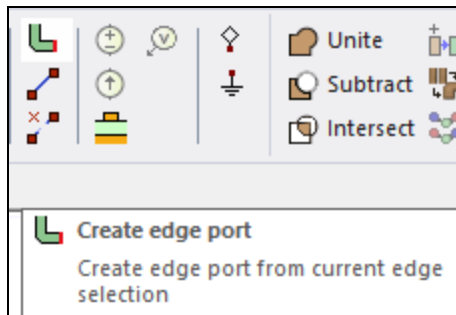 Unite
Subtract
Intersect
Create edge port
Create edge port from current edge
selection